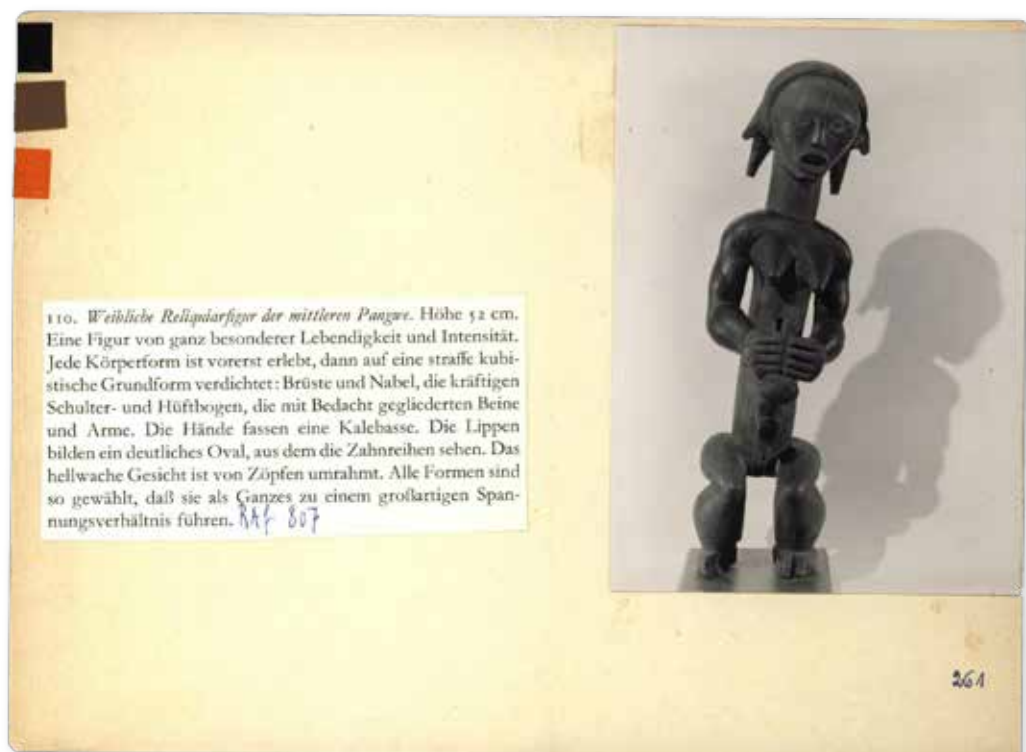 110. Weibliche Reliquiarfigur der mittleren Pangwe. Höhe 52 cm.
Eine Figur von ganz besonderer Lebendigkeit und Intensität.
Jede Körperform ist vorerst erlebt, dann auf eine straffe kubi-
stische Grundform verdichtet: Brüste und Nabel, die kräftigen
Schulter- und Hüftbogen, die mit Bedacht gegliederten Beine
und Arme. Die Hände fassen eine Kalebasse. Die Lippen
bilden ein deutliches Oval, aus dem die Zahnreihen sehen. Das
hellwache Gesicht ist von Zöpfen umrahmt. Alle Formen sind
so gewählt, daß sie als Ganzes zu einem großartigen Span-
nungsverhältnis führen. RAf 807
261